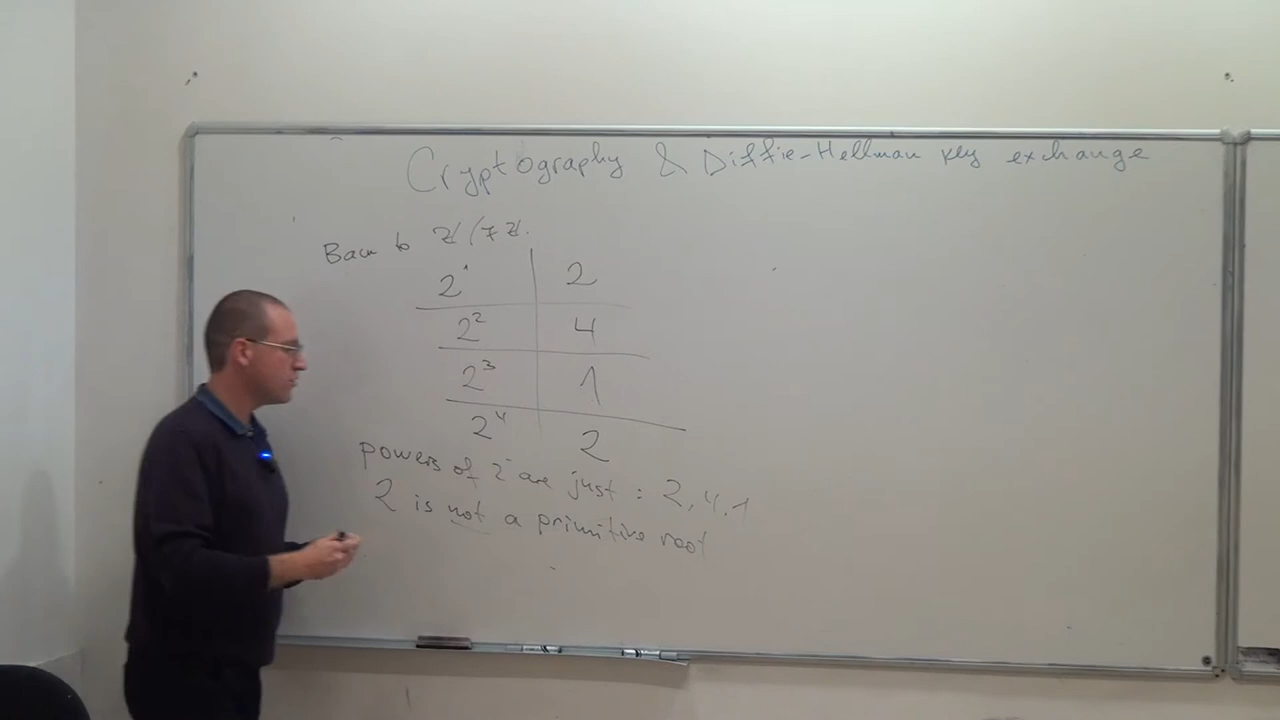 Cryptography & Diffie-Hellman key exchange
Back to ℤ/7ℤ.
2¹ 2
2² 4
2³ 1
2⁴ 2
powers of 2 are just : 2, 4, 1
2 is not a primitive root